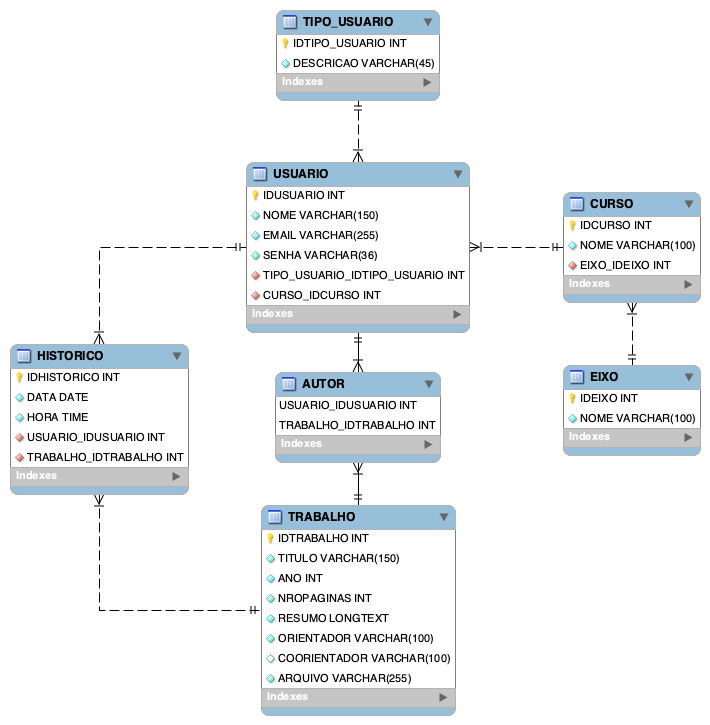 TIPO_USUARIO
IDTIPO_USUARIO INT
DESCRICAO VARCHAR(45)
Indexes
USUARIO
IDUSUARIO INT
NOME VARCHAR(150)
EMAIL VARCHAR(255)
SENHA VARCHAR(36)
TIPO_USUARIO_IDTIPO_USUARIO INT
CURSO_IDCURSO INT
Indexes
CURSO
IDCURSO INT
NOME VARCHAR(100)
EIXO_IDEIXO INT
Indexes
HISTORICO
IDHISTORICO INT
DATA DATE
HORA TIME
USUARIO_IDUSUARIO INT
TRABALHO_IDTRABALHO INT
Indexes
AUTOR
USUARIO_IDUSUARIO INT
TRABALHO_IDTRABALHO INT
Indexes
EIXO
IDEIXO INT
NOME VARCHAR(100)
Indexes
TRABALHO
IDTRABALHO INT
TITULO VARCHAR(150)
ANO INT
NROPAGINAS INT
RESUMO LONGTEXT
ORIENTADOR VARCHAR(100)
COORIENTADOR VARCHAR(100)
ARQUIVO VARCHAR(255)
Indexes